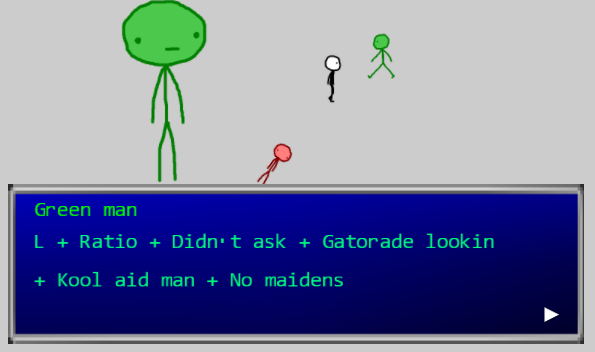 Green man
L + Ratio + Didn't ask + Gatorade lookin
+ Kool aid man + No maidens